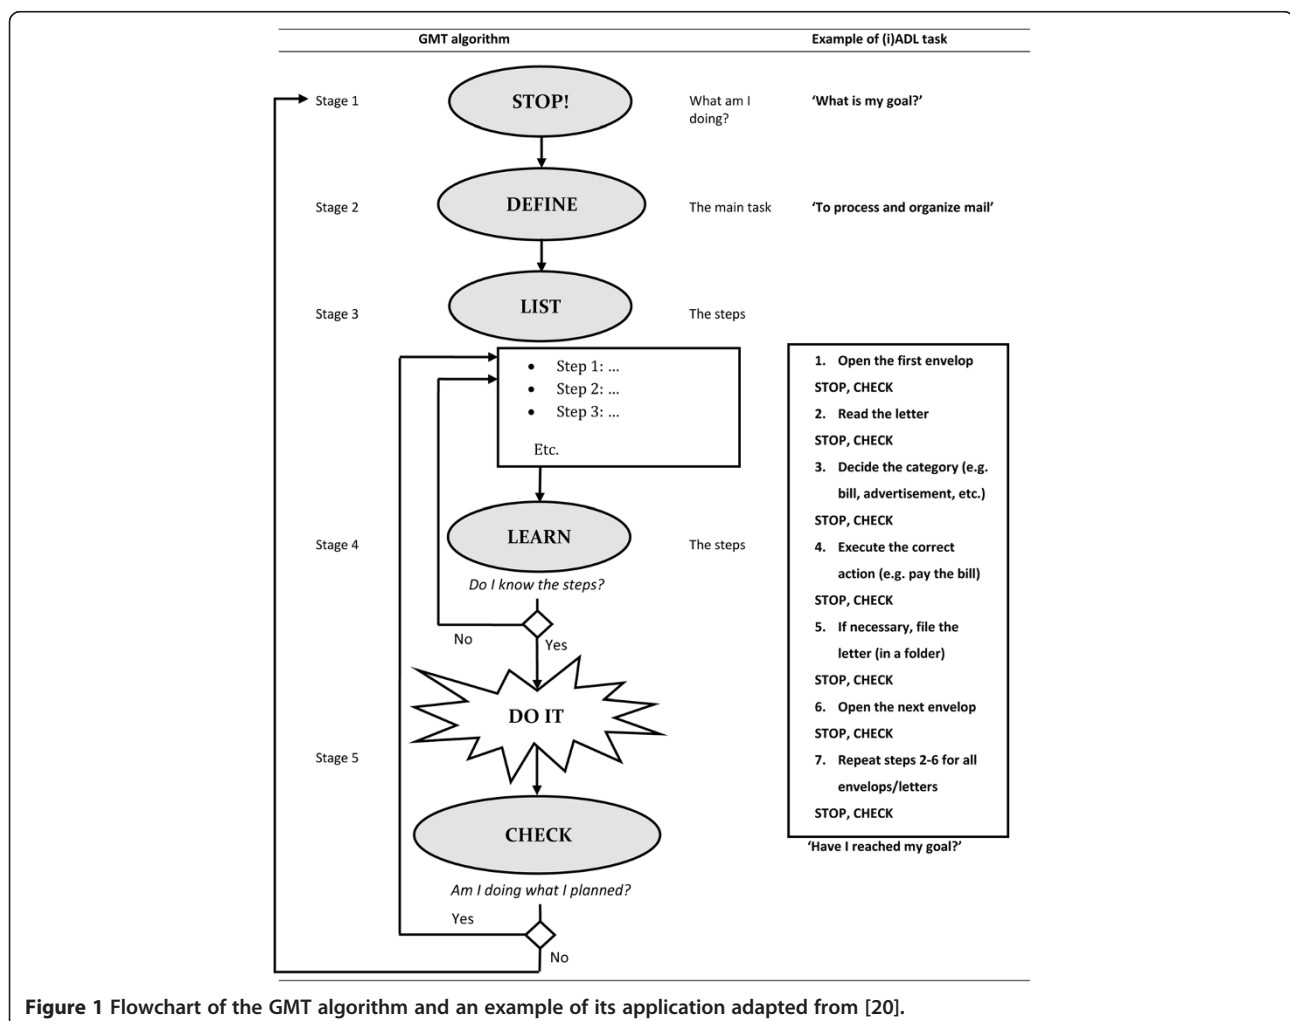 GMT algorithm Example of (i)ADL task
Stage 1 STOP! What am I 'What is my goal?'
doing?
Stage 2 DEFINE The main task 'To process and organize mail'
LIST
Stage 3 The steps
• Step 1: ...
• Step 2: ...
• Step 3: ...
Etc.
Stage 4 LEARN The steps
Do I know the steps?
No
Yes
DO IT
Stage 5
CHECK
Am I doing what I planned?
Yes
No
1. Open the first envelop
STOP, CHECK
2. Read the letter
STOP, CHECK
3. Decide the category (e.g.
bill, advertisement, etc.)
STOP, CHECK
4. Execute the correct
action (e.g. pay the bill)
STOP, CHECK
5. If necessary, file the
letter (in a folder)
STOP, CHECK
6. Open the next envelop
STOP, CHECK
7. Repeat steps 2-6 for all
envelops/letters
STOP, CHECK
'Have I reached my goal?'
Figure 1 Flowchart of the GMT algorithm and an example of its application adapted from [20].